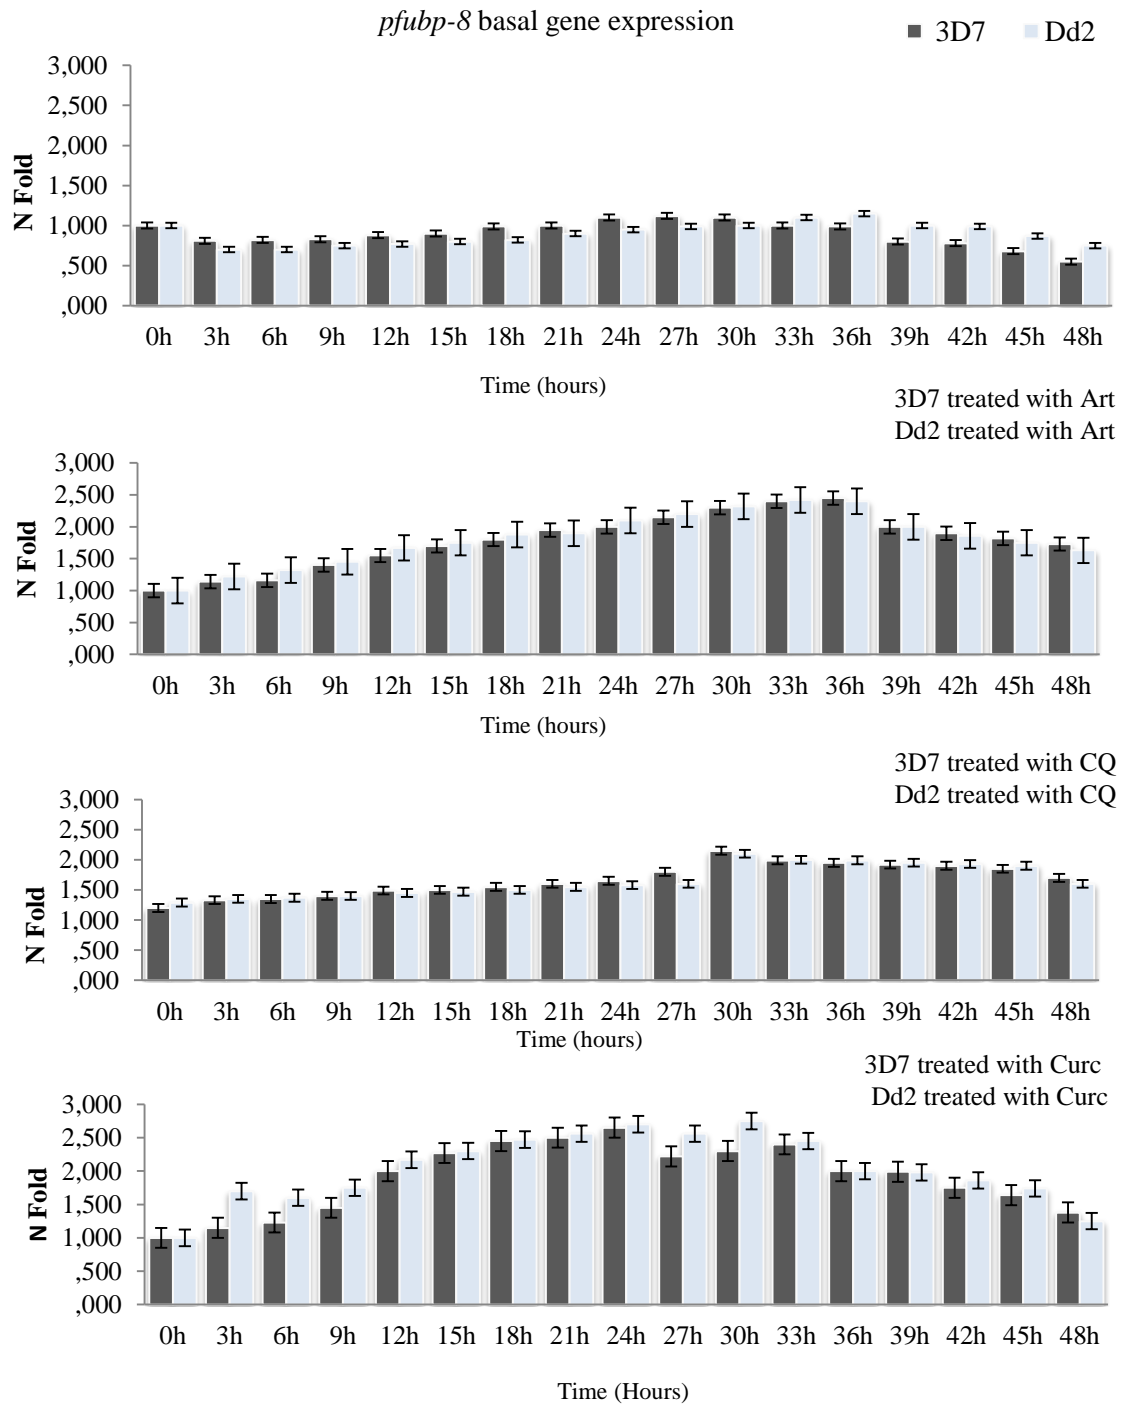 pfubp-8 basal gene expression
3D7 Dd2
N Fold
3,000
2,500
2,000
1,500
1,000
,500
,000
0h 3h 6h 9h 12h 15h 18h 21h 24h 27h 30h 33h 36h 39h 42h 45h 48h
Time (hours)
3D7 treated with Art
Dd2 treated with Art
N Fold
3,000
2,500
2,000
1,500
1,000
,500
,000
0h 3h 6h 9h 12h 15h 18h 21h 24h 27h 30h 33h 36h 39h 42h 45h 48h
Time (hours)
3D7 treated with CQ
Dd2 treated with CQ
N Fold
3,000
2,500
2,000
1,500
1,000
,500
,000
0h 3h 6h 9h 12h 15h 18h 21h 24h 27h 30h 33h 36h 39h 42h 45h 48h
Time (hours)
3D7 treated with Curc
Dd2 treated with Curc
N Fold
3,000
2,500
2,000
1,500
1,000
,500
,000
0h 3h 6h 9h 12h 15h 18h 21h 24h 27h 30h 33h 36h 39h 42h 45h 48h
Time (Hours)